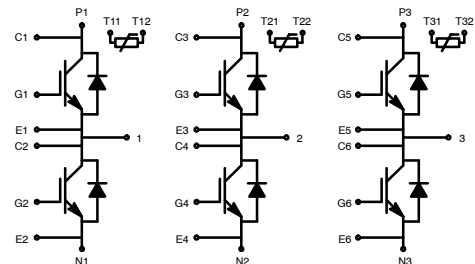 P1 T11 T12 P2 T21 T22 P3 T31 T32
C1 C3 C5
G1 G3 G5
E1 E3 E5
1 2 3
C2 C4 C6
G2 G4 G6
E2 E4 E6
N1 N2 N3